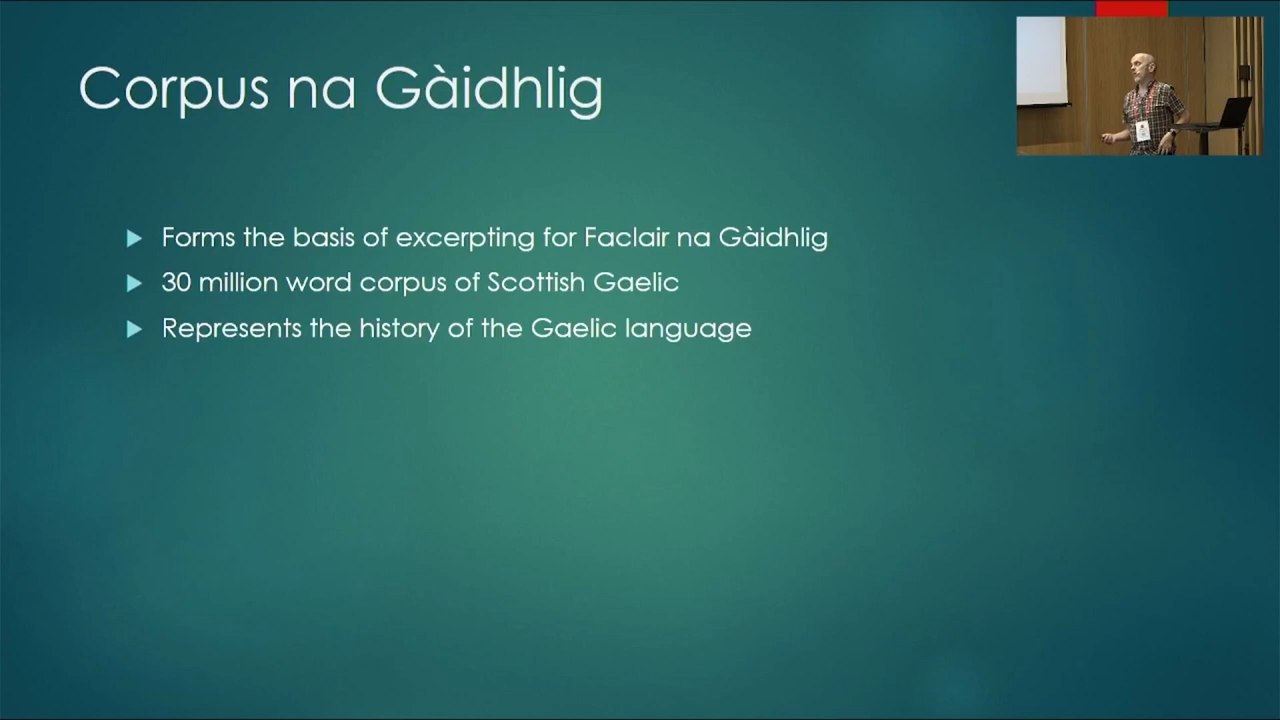 Corpus na Gàidhlig
Forms the basis of excerpting for Faclair na Gàidhlig
30 million word corpus of Scottish Gaelic
Represents the history of the Gaelic language